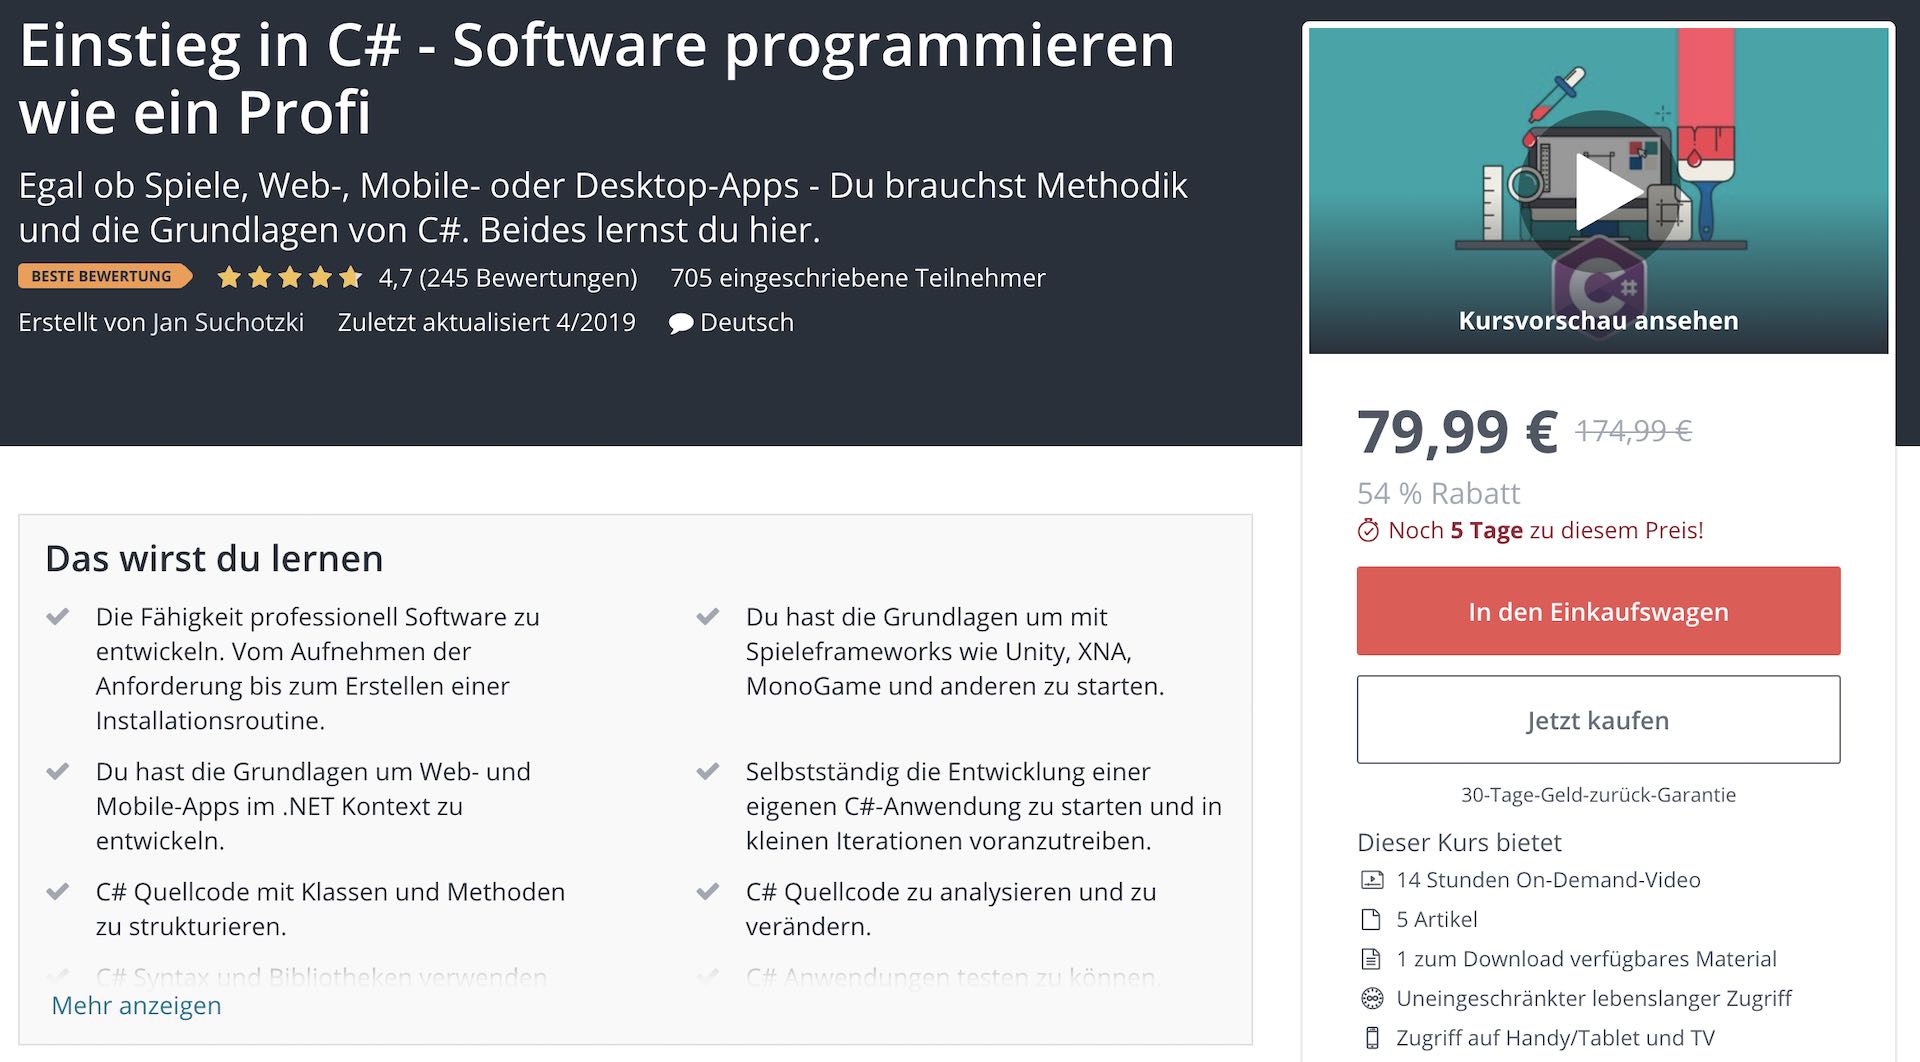 Einstieg in C# - Software programmieren
wie ein Profi
Egal ob Spiele, Web-, Mobile- oder Desktop-Apps - Du brauchst Methodik
und die Grundlagen von C#. Beides lernst du hier.
BESTE BEWERTUNG 4,7 (245 Bewertungen) 705 eingeschriebene Teilnehmer
Erstellt von Jan Suchotzki Zuletzt aktualisiert 4/2019 Deutsch
C#
Kursvorschau ansehen
79,99 € 174,99 €
54 % Rabatt
Noch 5 Tage zu diesem Preis!
In den Einkaufswagen
Jetzt kaufen
30-Tage-Geld-zurück-Garantie
Dieser Kurs bietet
14 Stunden On-Demand-Video
5 Artikel
1 zum Download verfügbares Material
Uneingeschränkter lebenslanger Zugriff
Zugriff auf Handy/Tablet und TV
Das wirst du lernen
Die Fähigkeit professionell Software zu
entwickeln. Vom Aufnehmen der
Anforderung bis zum Erstellen einer
Installationsroutine.
Du hast die Grundlagen um mit
Spieleframeworks wie Unity, XNA,
MonoGame und anderen zu starten.
Du hast die Grundlagen um Web- und
Mobile-Apps im .NET Kontext zu
entwickeln.
Selbstständig die Entwicklung einer
eigenen C#-Anwendung zu starten und in
kleinen Iterationen voranzutreiben.
C# Quellcode mit Klassen und Methoden
zu strukturieren.
C# Quellcode zu analysieren und zu
verändern.
C# Syntax und Bibliotheken verwenden
C# Anwendungen testen zu können.
Mehr anzeigen